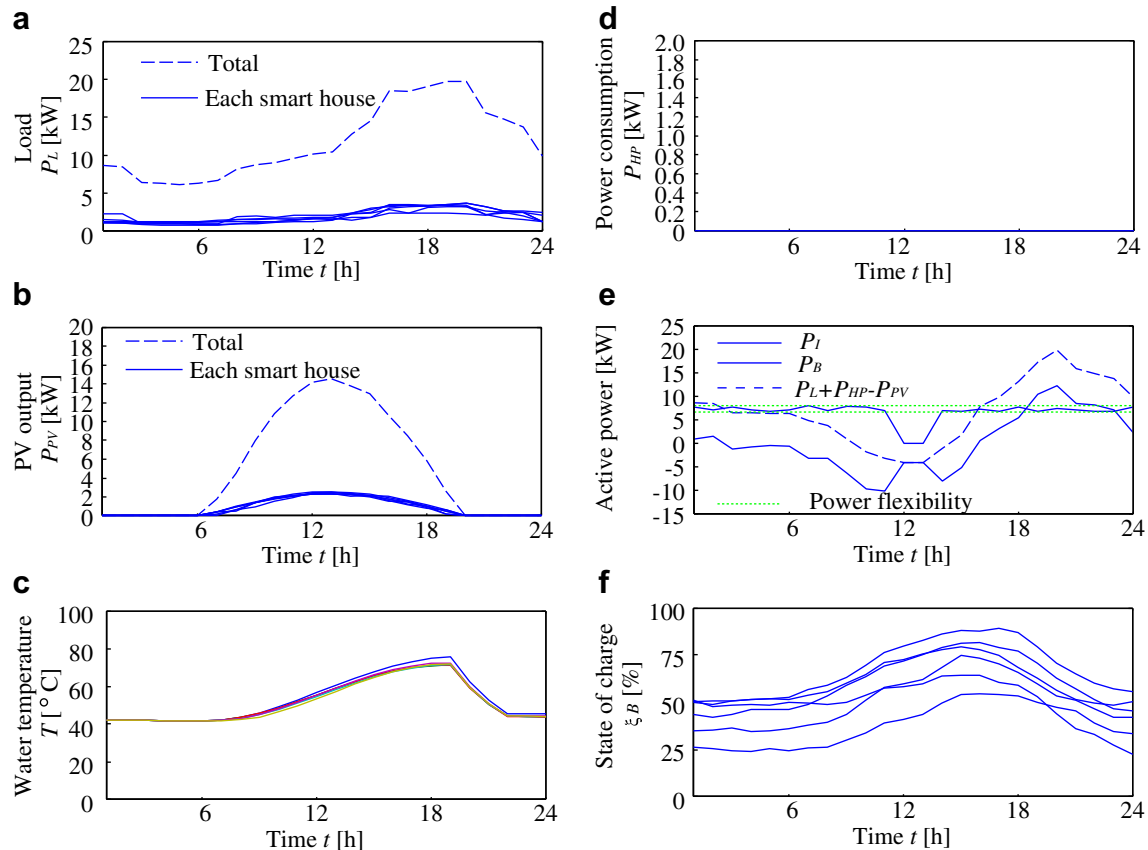 a
25
20
15
10
5
0
Load
P_L [kW]
Total
Each smart house
6
12
18
24
Time t [h]
b
20
18
16
14
12
10
8
6
4
2
0
PV output
P_PV [kW]
Total
Each smart house
6
12
18
24
Time t [h]
c
100
80
60
40
20
0
Water temperature
T [°C]
6
12
18
24
Time t [h]
d
2.0
1.8
1.6
1.4
1.2
1.0
0.8
0.6
0.4
0.2
0
Power consumption
P_HP [kW]
6
12
18
24
Time t [h]
e
25
20
15
10
5
0
-5
-10
-15
Active power [kW]
P_I
P_B
P_L+P_HP-P_PV
Power flexibility
6
12
18
24
Time t [h]
f
100
75
50
25
0
State of charge
ξ_B [%]
6
12
18
24
Time t [h]